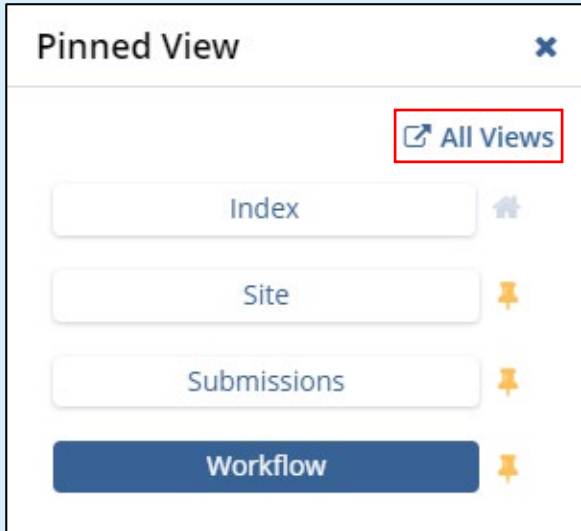 Pinned View
All Views
Index
Site
Submissions
Workflow